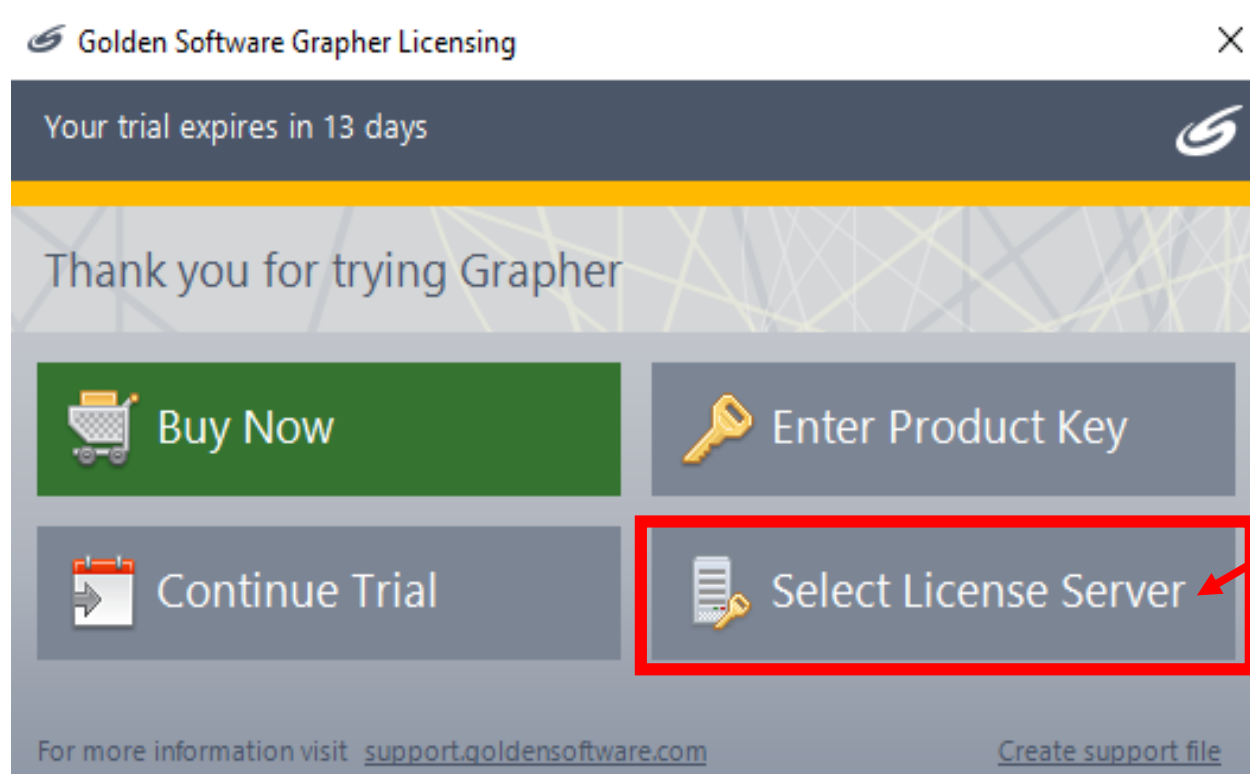 Golden Software Grapher Licensing
Your trial expires in 13 days
Thank you for trying Grapher
Buy Now
Enter Product Key
Continue Trial
Select License Server
For more information visit support.goldensoftware.com
Create support file